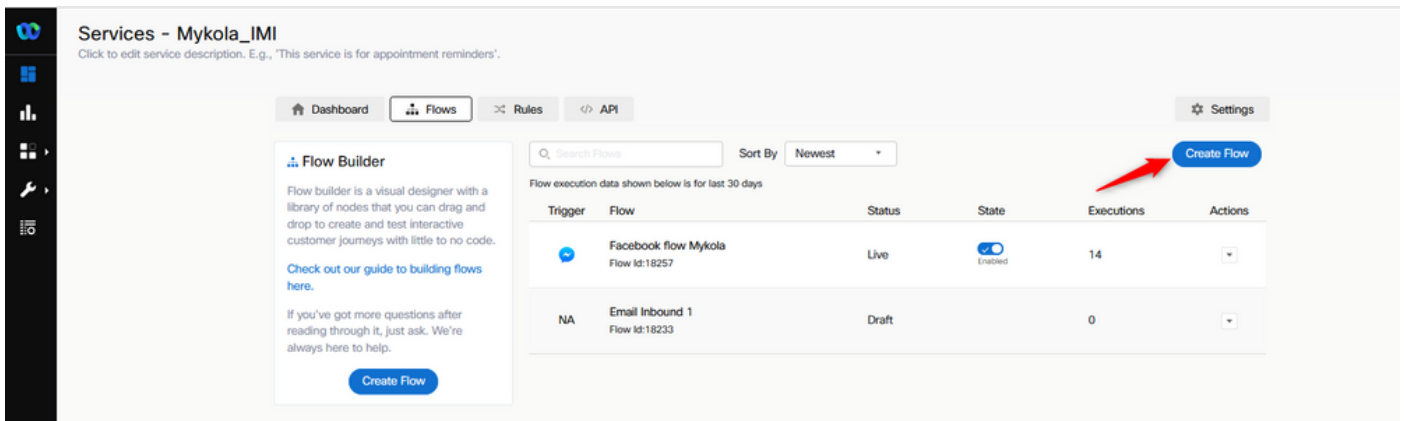 Services - Mykola_IMI
Click to edit service description. E.g., 'This service is for appointment reminders'.
Dashboard
Flows
Rules
</> API
Settings
Flow Builder
Flow builder is a visual designer with a
library of nodes that you can drag and
drop to create and test interactive
customer journeys with little to no code.
Check out our guide to building flows
here.
If you've got more questions after
reading through it, just ask. We're
always here to help.
Create Flow
Search Flows
Sort By Newest
Create Flow
Flow execution data shown below is for last 30 days
Trigger Flow Status State Executions Actions
Facebook flow Mykola
Flow Id:18257
Live
Enabled
14
NA
Email Inbound 1
Flow Id:18233
Draft
0